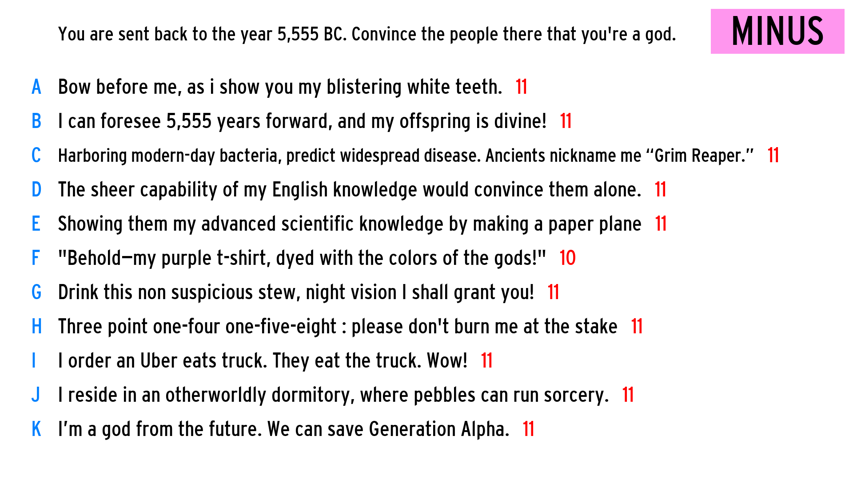 You are sent back to the year 5,555 BC. Convince the people there that you're a god.
MINUS
A Bow before me, as i show you my blistering white teeth. 11
B I can foresee 5,555 years forward, and my offspring is divine! 11
C Harboring modern-day bacteria, predict widespread disease. Ancients nickname me “Grim Reaper.” 11
D The sheer capability of my English knowledge would convince them alone. 11
E Showing them my advanced scientific knowledge by making a paper plane 11
F "Behold—my purple t-shirt, dyed with the colors of the gods!" 10
G Drink this non suspicious stew, night vision I shall grant you! 11
H Three point one-four one-five-eight : please don't burn me at the stake 11
I I order an Uber eats truck. They eat the truck. Wow! 11
J I reside in an otherworldly dormitory, where pebbles can run sorcery. 11
K I’m a god from the future. We can save Generation Alpha. 11